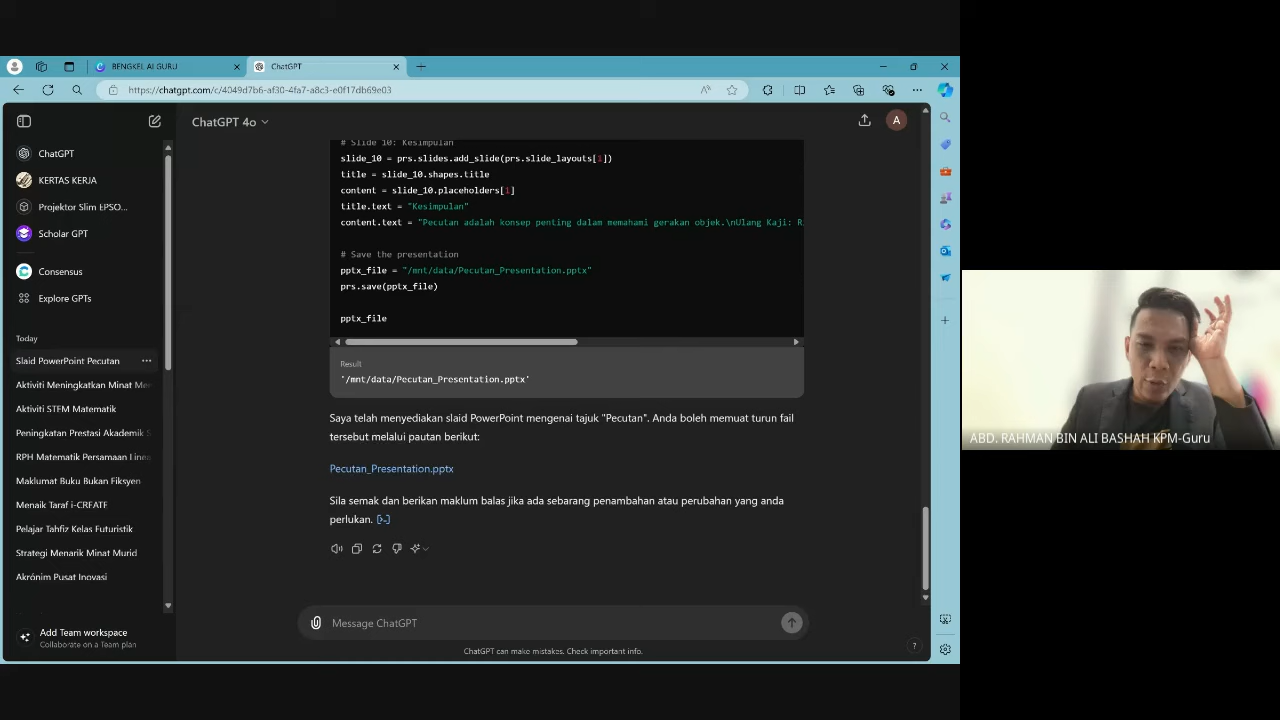 BENGKEL AI GURU
ChatGPT
https://chatgpt.com/c/4049d7b6-af30-4fa7-a8c3-e0f17db69e03
ChatGPT 4o
A
ChatGPT
KERTAS KERJA
Projektor Slim EPSO...
Scholar GPT
Consensus
Explore GPTs
Today
Slaid PowerPoint Pecutan
Aktiviti Meningkatkan Minat Mem
Aktiviti STEM Matematik
Peningkatan Prestasi Akademik S
RPH Matematik Persamaan Linea
Maklumat Buku Bukan Fiksyen
Menaik Taraf i-CREATE
Pelajar Tahfiz Kelas Futuristik
Strategi Menarik Minat Murid
Akrónim Pusat Inovasi
Add Team workspace
Collaborate on a Team plan
# Slide 10: Kesimpulan
slide_10 = prs.slides.add_slide(prs.slide_layouts[1])
title = slide_10.shapes.title
content = slide_10.placeholders[1]
title.text = "Kesimpulan"
content.text = "Pecutan adalah konsep penting dalam memahami gerakan objek.\nUlang Kaji: R
# Save the presentation
pptx_file = "/mnt/data/Pecutan_Presentation.pptx"
prs.save(pptx_file)
pptx_file
Result
'/mnt/data/Pecutan_Presentation.pptx'
Saya telah menyediakan slaid PowerPoint mengenai tajuk "Pecutan". Anda boleh memuat turun fail
tersebut melalui pautan berikut:
Pecutan_Presentation.pptx
Sila semak dan berikan maklum balas jika ada sebarang penambahan atau perubahan yang anda
perlukan. [>-]
Message ChatGPT
ChatGPT can make mistakes. Check important info.
?
ABD. RAHMAN BIN ALI BASHAH KPM-Guru